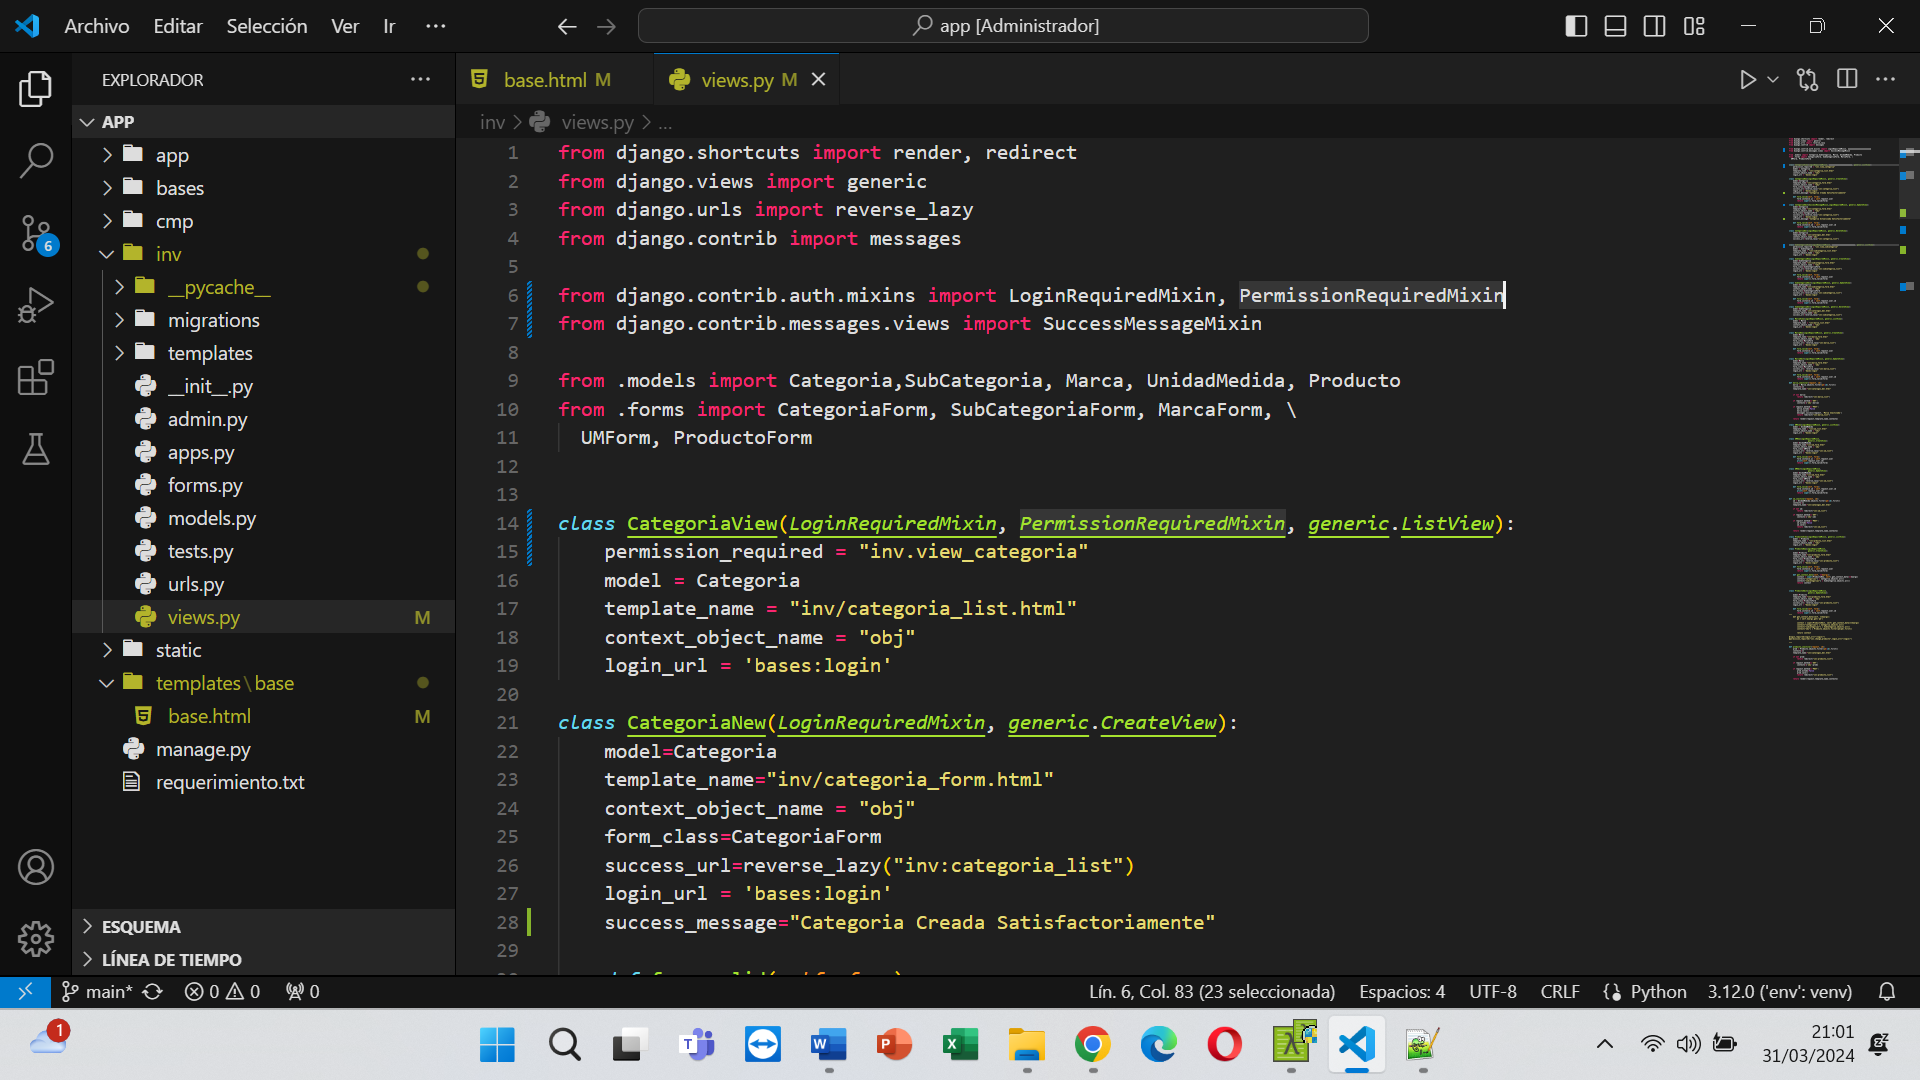 Archivo Editar Selección Ver Ir ···
app [Administrador]
EXPLORADOR ···
base.html M
views.py M
APP
inv > views.py > ...
app
bases
cmp
inv
__pycache__
migrations
templates
__init__.py
admin.py
apps.py
forms.py
models.py
tests.py
urls.py
views.py M
static
templates\base
base.html M
manage.py
requerimiento.txt
ESQUEMA
LÍNEA DE TIEMPO
6
1 from django.shortcuts import render, redirect
2 from django.views import generic
3 from django.urls import reverse_lazy
4 from django.contrib import messages
5
6 from django.contrib.auth.mixins import LoginRequiredMixin, PermissionRequiredMixin
7 from django.contrib.messages.views import SuccessMessageMixin
8
9 from .models import Categoria,SubCategoria, Marca, UnidadMedida, Producto
10 from .forms import CategoriaForm, SubCategoriaForm, MarcaForm, \
11 UMForm, ProductoForm
12
13
14 class CategoriaView(LoginRequiredMixin, PermissionRequiredMixin, generic.ListView):
15 permission_required = "inv.view_categoria"
16 model = Categoria
17 template_name = "inv/categoria_list.html"
18 context_object_name = "obj"
19 login_url = 'bases:login'
20
21 class CategoriaNew(LoginRequiredMixin, generic.CreateView):
22 model=Categoria
23 template_name="inv/categoria_form.html"
24 context_object_name = "obj"
25 form_class=CategoriaForm
26 success_url=reverse_lazy("inv:categoria_list")
27 login_url = 'bases:login'
28 success_message="Categoria Creada Satisfactoriamente"
29
main* 0 0 0
Lín. 6, Col. 83 (23 seleccionada) Espacios: 4 UTF-8 CRLF Python 3.12.0 ('env': venv)
1
21:01
31/03/2024